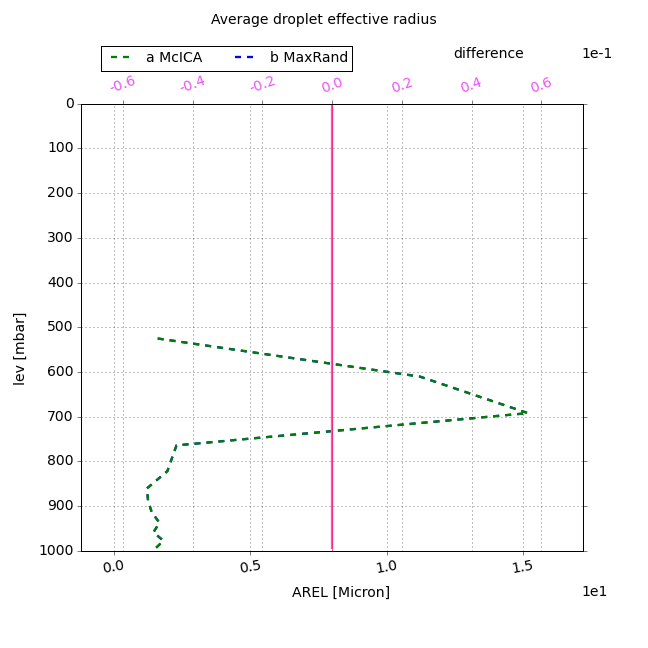 Average droplet effective radius
a McICA b MaxRand
difference 1e-1
-0.6 -0.4 -0.2 0.0 0.2 0.4 0.6
0
100
200
300
400
500
600
700
800
900
1000
lev [mbar]
0.0 0.5 1.0 1.5
AREL [Micron] 1e1